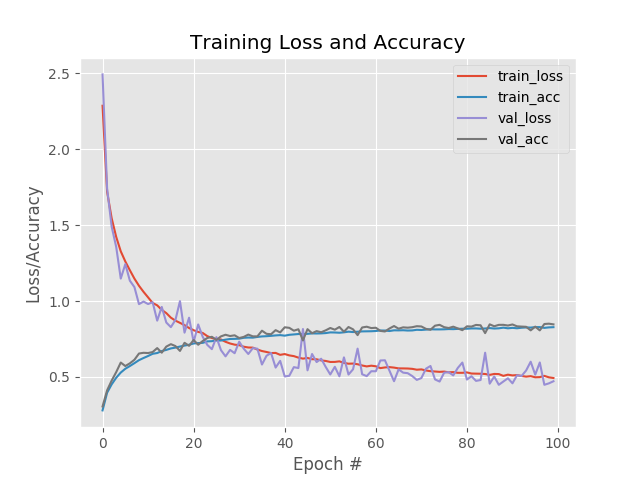 Training Loss and Accuracy
train_loss
train_acc
val_loss
val_acc
Loss/Accuracy
2.5
2.0
1.5
1.0
0.5
0 20 40 60 80 100
Epoch #